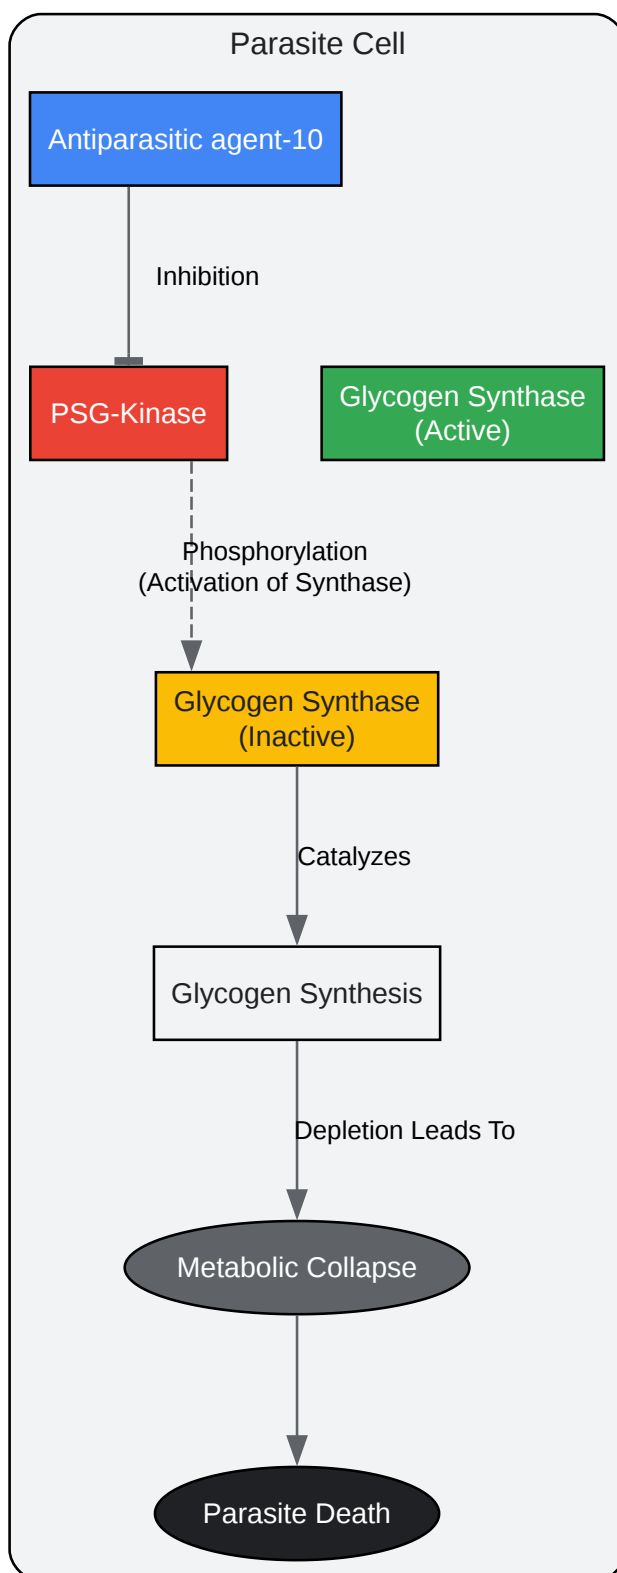 Parasite Cell
Antiparasitic agent-10
Inhibition
PSG-Kinase
Glycogen Synthase
(Active)
Phosphorylation
(Activation of Synthase)
Glycogen Synthase
(Inactive)
Catalyzes
Glycogen Synthesis
Depletion Leads To
Metabolic Collapse
Parasite Death